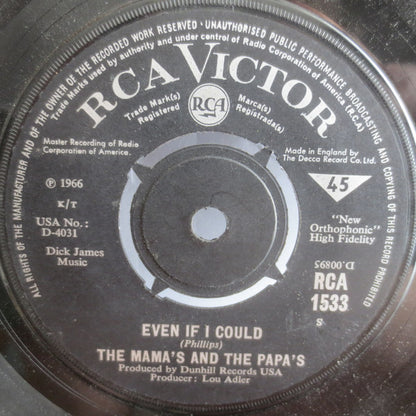 ALL RIGHTS OF THE MANUFACTURER AND OF THE OWNER OF THE RECORDED WORK RESERVED · UNAUTHORISED PUBLIC PERFORMANCE BROADCASTING AND COPYING OF THIS RECORD PROHIBITED
Trade Mark used by authority and under control of Radio Corporation of America. (R.C.A)
RCA VICTOR
Trade Mark(s)
Registered
RCA
Marca(s)
Registrada(s)
Master Recording of Radio
Corporation of America.
Made in England by
The Decca Record Co. Ltd.
℗ 1966
K/T
45
USA No.:
D-4031
Dick James
Music
"New
Orthophonic"
High Fidelity
D.00895
RCA
1533
S
EVEN IF I COULD
(Phillips)
THE MAMA'S AND THE PAPA'S
Produced by Dunhill Records USA
Producer: Lou Adler